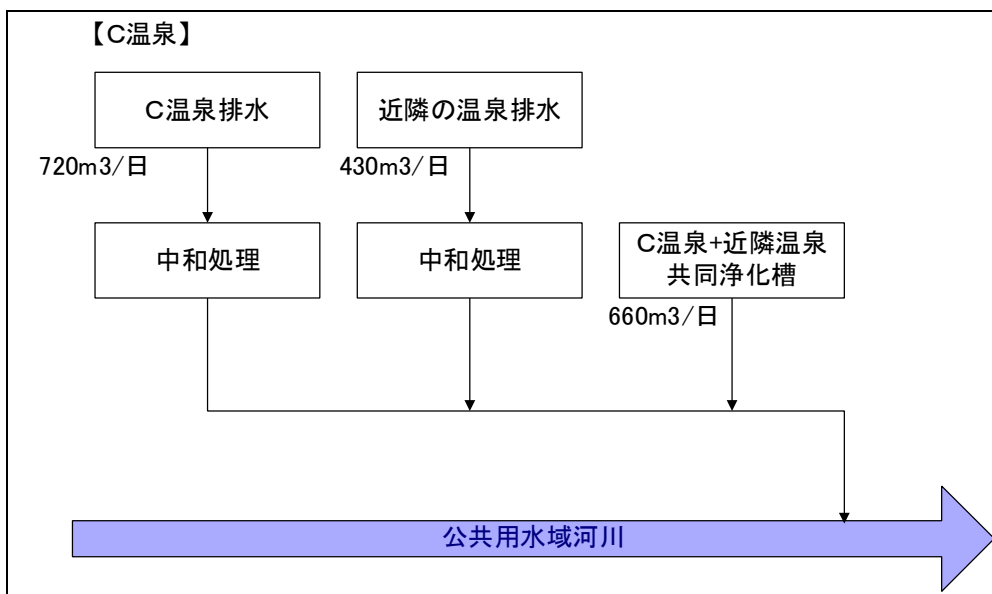 【C温泉】
C温泉排水
近隣の温泉排水
720m3/日
430m3/日
中和処理
中和処理
C温泉+近隣温泉
共同浄化槽
660m3/日
公共用水域河川